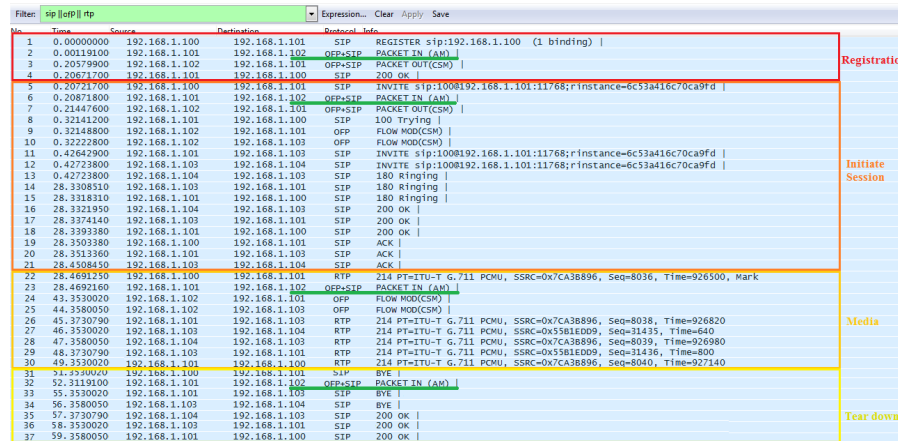 Filter: sip ||ofp|| rtp Expression... Clear Apply Save
No. Time Source Destination Protocol Info
1 0.00000000 192.168.1.100 192.168.1.101 SIP REGISTER sip:192.168.1.100 (1 binding) |
2 0.00119100 192.168.1.101 192.168.1.102 OFP+SIP PACKET IN (AM) |
3 0.20579900 192.168.1.102 192.168.1.101 OFP+SIP PACKET OUT(CSM) |
4 0.20671700 192.168.1.101 192.168.1.100 SIP 200 OK |
Registratio
5 0.20721700 192.168.1.100 192.168.1.101 SIP INVITE sip:100@192.168.1.101:11768;rinstance=6c53a416c70ca9fd |
6 0.20871800 192.168.1.101 192.168.1.102 OFP+SIP PACKET IN (AM) |
7 0.21447600 192.168.1.102 192.168.1.101 OFP+SIP PACKET OUT(CSM) |
8 0.32141200 192.168.1.101 192.168.1.100 SIP 100 Trying |
9 0.32148800 192.168.1.102 192.168.1.101 OFP FLOW MOD(CSM) |
10 0.32222800 192.168.1.102 192.168.1.103 OFP FLOW MOD(CSM) |
11 0.42642900 192.168.1.101 192.168.1.103 SIP INVITE sip:100@192.168.1.101:11768;rinstance=6c53a416c70ca9fd |
12 0.42723800 192.168.1.103 192.168.1.104 SIP INVITE sip:100@192.168.1.101:11768;rinstance=6c53a416c70ca9fd |
13 0.42723800 192.168.1.104 192.168.1.103 SIP 180 Ringing |
14 28.3308510 192.168.1.103 192.168.1.101 SIP 180 Ringing |
15 28.3318310 192.168.1.101 192.168.1.100 SIP 180 Ringing |
16 28.3321950 192.168.1.104 192.168.1.103 SIP 200 OK |
17 28.3374140 192.168.1.103 192.168.1.101 SIP 200 OK |
18 28.3393380 192.168.1.101 192.168.1.100 SIP 200 OK |
19 28.3503380 192.168.1.100 192.168.1.101 SIP ACK |
20 28.3513360 192.168.1.101 192.168.1.103 SIP ACK |
21 28.4508450 192.168.1.103 192.168.1.104 SIP ACK |
Initiate
Session
22 28.4691250 192.168.1.100 192.168.1.101 RTP 214 PT=ITU-T G.711 PCMU, SSRC=0x7CA3B896, Seq=8036, Time=926500, Mark
23 28.4692160 192.168.1.101 192.168.1.102 OFP+SIP PACKET IN (AM) |
24 43.3530020 192.168.1.102 192.168.1.101 OFP FLOW MOD(CSM) |
25 44.3580050 192.168.1.102 192.168.1.103 OFP FLOW MOD(CSM) |
26 45.3730790 192.168.1.101 192.168.1.103 RTP 214 PT=ITU-T G.711 PCMU, SSRC=0x7CA3B896, Seq=8038, Time=926820
27 46.3530020 192.168.1.103 192.168.1.104 RTP 214 PT=ITU-T G.711 PCMU, SSRC=0x55B1EDD9, Seq=31435, Time=640
28 47.3580050 192.168.1.104 192.168.1.103 RTP 214 PT=ITU-T G.711 PCMU, SSRC=0x7CA3B896, Seq=8039, Time=926980
29 48.3730790 192.168.1.103 192.168.1.101 RTP 214 PT=ITU-T G.711 PCMU, SSRC=0x55B1EDD9, Seq=31436, Time=800
30 49.3530020 192.168.1.101 192.168.1.100 RTP 214 PT=ITU-T G.711 PCMU, SSRC=0x7CA3B896, Seq=8040, Time=927140
Media
31 51.3530020 192.168.1.100 192.168.1.101 SIP BYE |
32 52.3119100 192.168.1.101 192.168.1.102 OFP+SIP PACKET IN (AM) |
33 55.3530020 192.168.1.101 192.168.1.103 SIP BYE |
34 56.3580050 192.168.1.103 192.168.1.104 SIP BYE |
35 57.3730790 192.168.1.104 192.168.1.103 SIP 200 OK |
36 58.3530020 192.168.1.103 192.168.1.101 SIP 200 OK |
37 59.3580050 192.168.1.101 192.168.1.100 SIP 200 OK |
Tear down